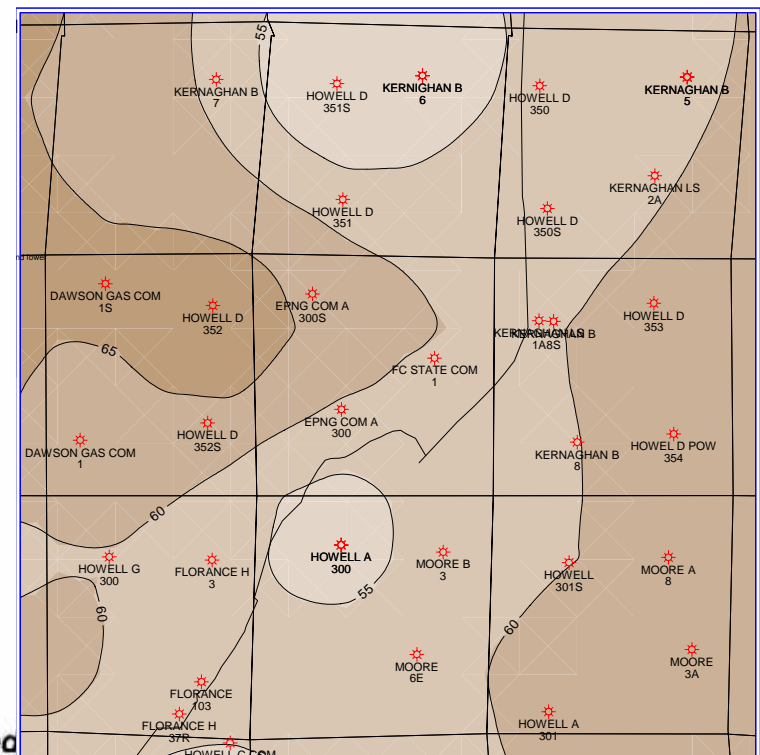 55
KERNAGHAN B
7
HOWELL D
351S
KERNIGHAN B
6
HOWELL D
350
KERNAGHAN B
5
KERNAGHAN LS
2A
HOWELL D
351
HOWELL D
350S
DAWSON GAS COM
1S
HOWELL D
352
EPNG COM A
300S
KERNAGHAN B
1A8S
HOWELL D
353
65
FC STATE COM
1
EPNG COM A
300
HOWELL D
352S
DAWSON GAS COM
1
KERNAGHAN B
8
HOWEL D POW
354
60
HOWELL G
300
FLORANCE H
3
HOWELL A
300
55
MOORE B
3
HOWELL
301S
MOORE A
8
60
60
MOORE
6E
MOORE
3A
FLORANCE
103
FLORANCE H
37R
HOWELL A
301
HOWELL C COM